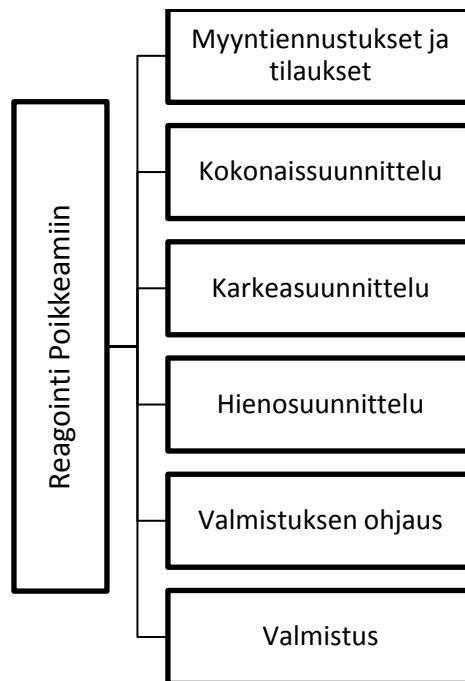 Myyntiennustukset ja
tilaukset
Kokonaissuunnittelu
Karkeasuunnittelu
Reagointi Poikkeamiin
Hienosuunnittelu
Valmistuksen ohjaus
Valmistus